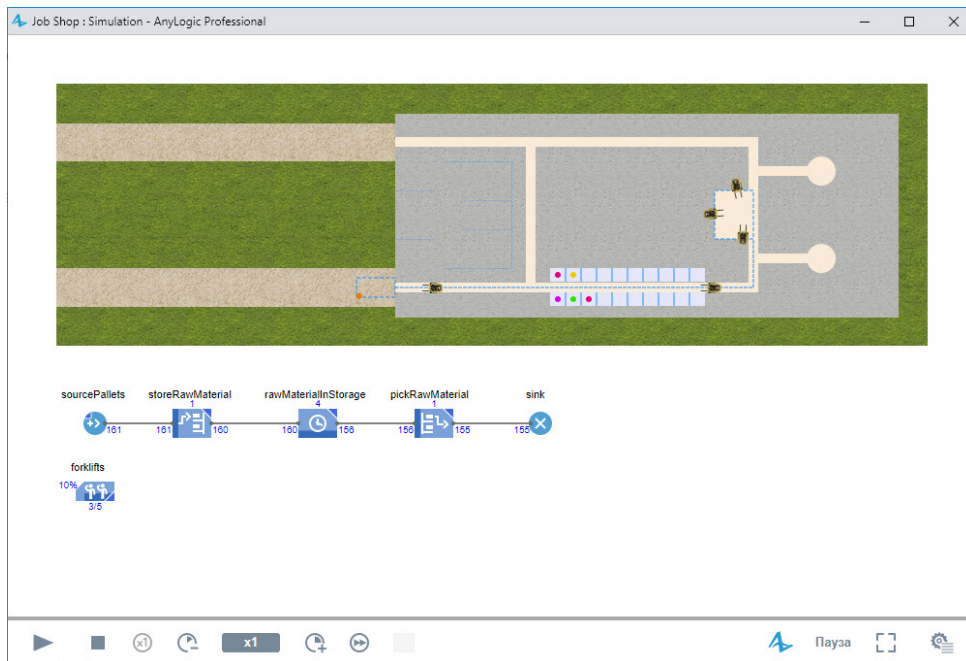 Job Shop : Simulation - AnyLogic Professional
sourcePallets storeRawMaterial rawMaterialInStorage pickRawMaterial sink
1 4 1
161 161 160 160 156 156 155 155
forklifts
10%
3/5
x1 x1 Пауза